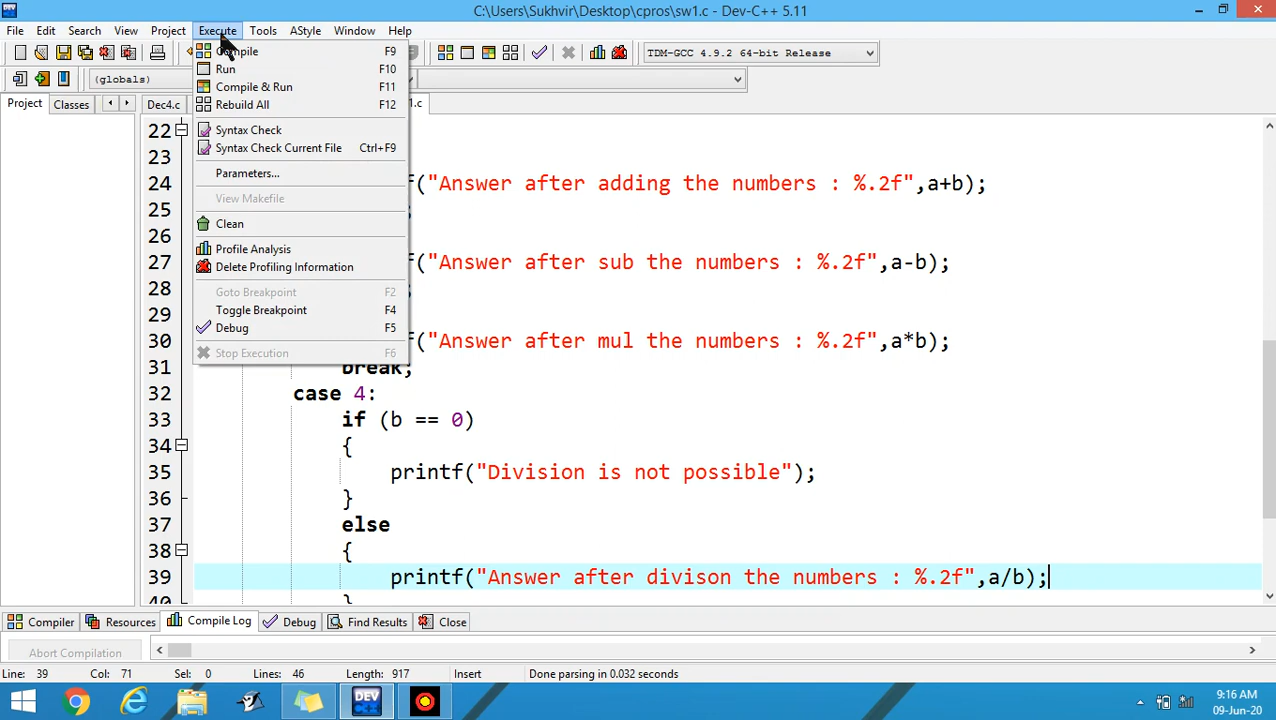 C:\Users\Sukhvir\Desktop\cpros\sw1.c - Dev-C++ 5.11
File Edit Search View Project Execute Tools AStyle Window Help
Compile F9
TDM-GCC 4.9.2 64-bit Release
Run F10
(globals)
Compile & Run F11
Project Classes Dec4.c 1.c
Rebuild All F12
Syntax Check
Syntax Check Current File Ctrl+F9
Parameters...
View Makefile
Clean
Profile Analysis
Delete Profiling Information
Goto Breakpoint F2
Toggle Breakpoint F4
Debug F5
Stop Execution F6
22
23
24 f("Answer after adding the numbers : %.2f",a+b);
25 ;
26
27 f("Answer after sub the numbers : %.2f",a-b);
28 ;
29
30 f("Answer after mul the numbers : %.2f",a*b);
31 break;
32 case 4:
33 if (b == 0)
34 {
35 printf("Division is not possible");
36 }
37 else
38 {
39 printf("Answer after divison the numbers : %.2f",a/b);
40 }
Compiler Resources Compile Log Debug Find Results Close
Abort Compilation
Line: 39 Col: 71 Sel: 0 Lines: 46 Length: 917 Insert Done parsing in 0.032 seconds
DEV
C++
9:16 AM
09-Jun-20